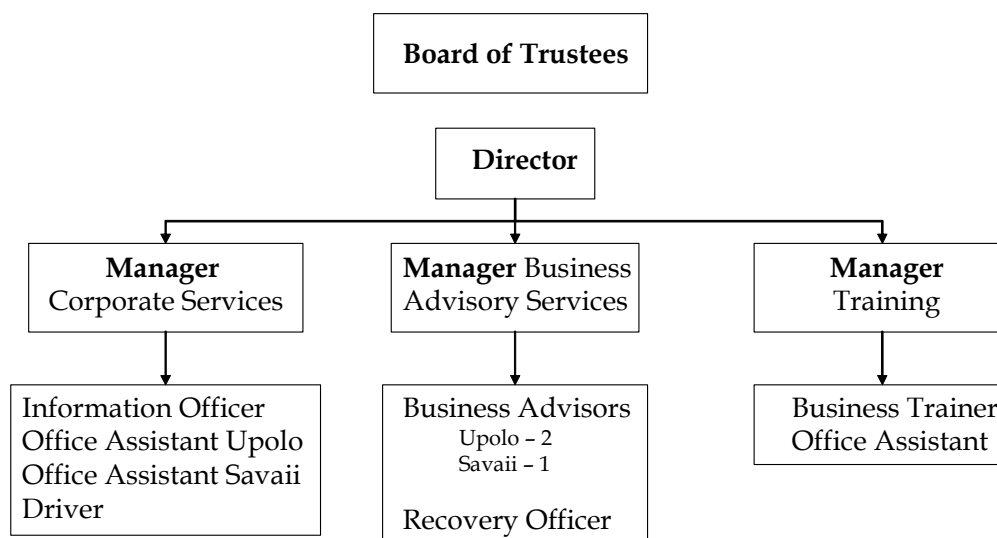 Board of Trustees
Director
Manager
Corporate Services
Manager Business
Advisory Services
Manager
Training
Information Officer
Office Assistant Upolo
Office Assistant Savaii
Driver
Business Advisors
Upolo – 2
Savaii – 1
Recovery Officer
Business Trainer
Office Assistant